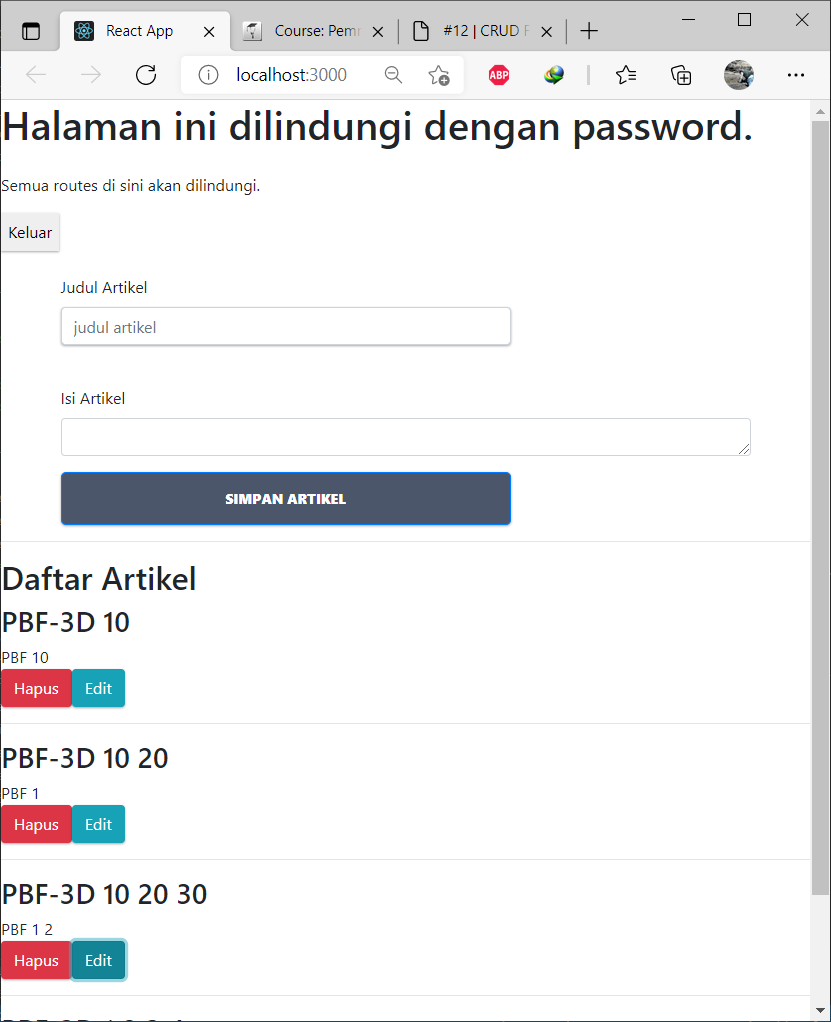 React App
Course: Pem
#12 | CRUD F
localhost:3000
ABP
Halaman ini dilindungi dengan password.
Semua routes di sini akan dilindungi.
Keluar
Judul Artikel
judul artikel
Isi Artikel
SIMPAN ARTIKEL
Daftar Artikel
PBF-3D 10
PBF 10
Hapus Edit
PBF-3D 10 20
PBF 1
Hapus Edit
PBF-3D 10 20 30
PBF 1 2
Hapus Edit